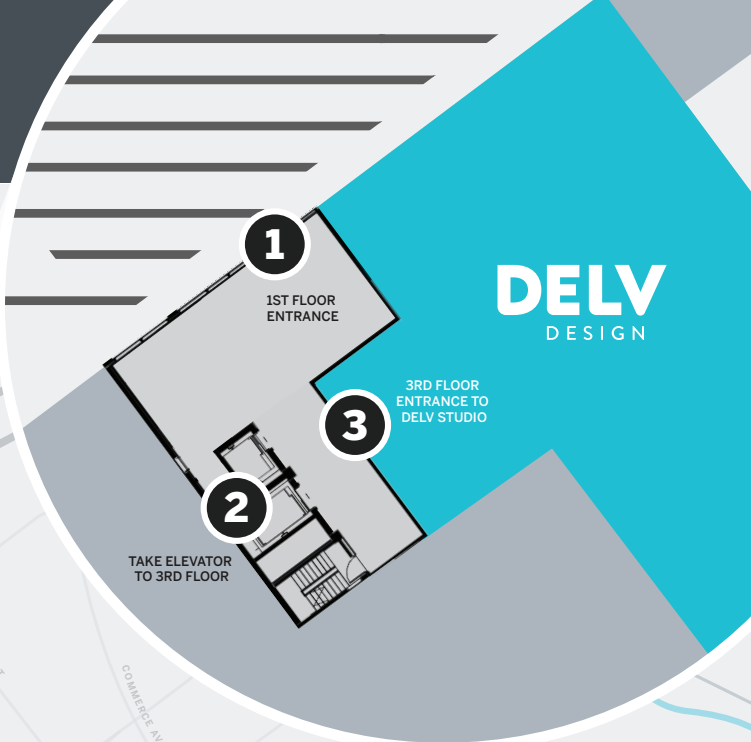 1
1ST FLOOR
ENTRANCE
DELV
DESIGN
3RD FLOOR
ENTRANCE TO
DELV STUDIO
3
2
TAKE ELEVATOR
TO 3RD FLOOR
COMMERCE AV